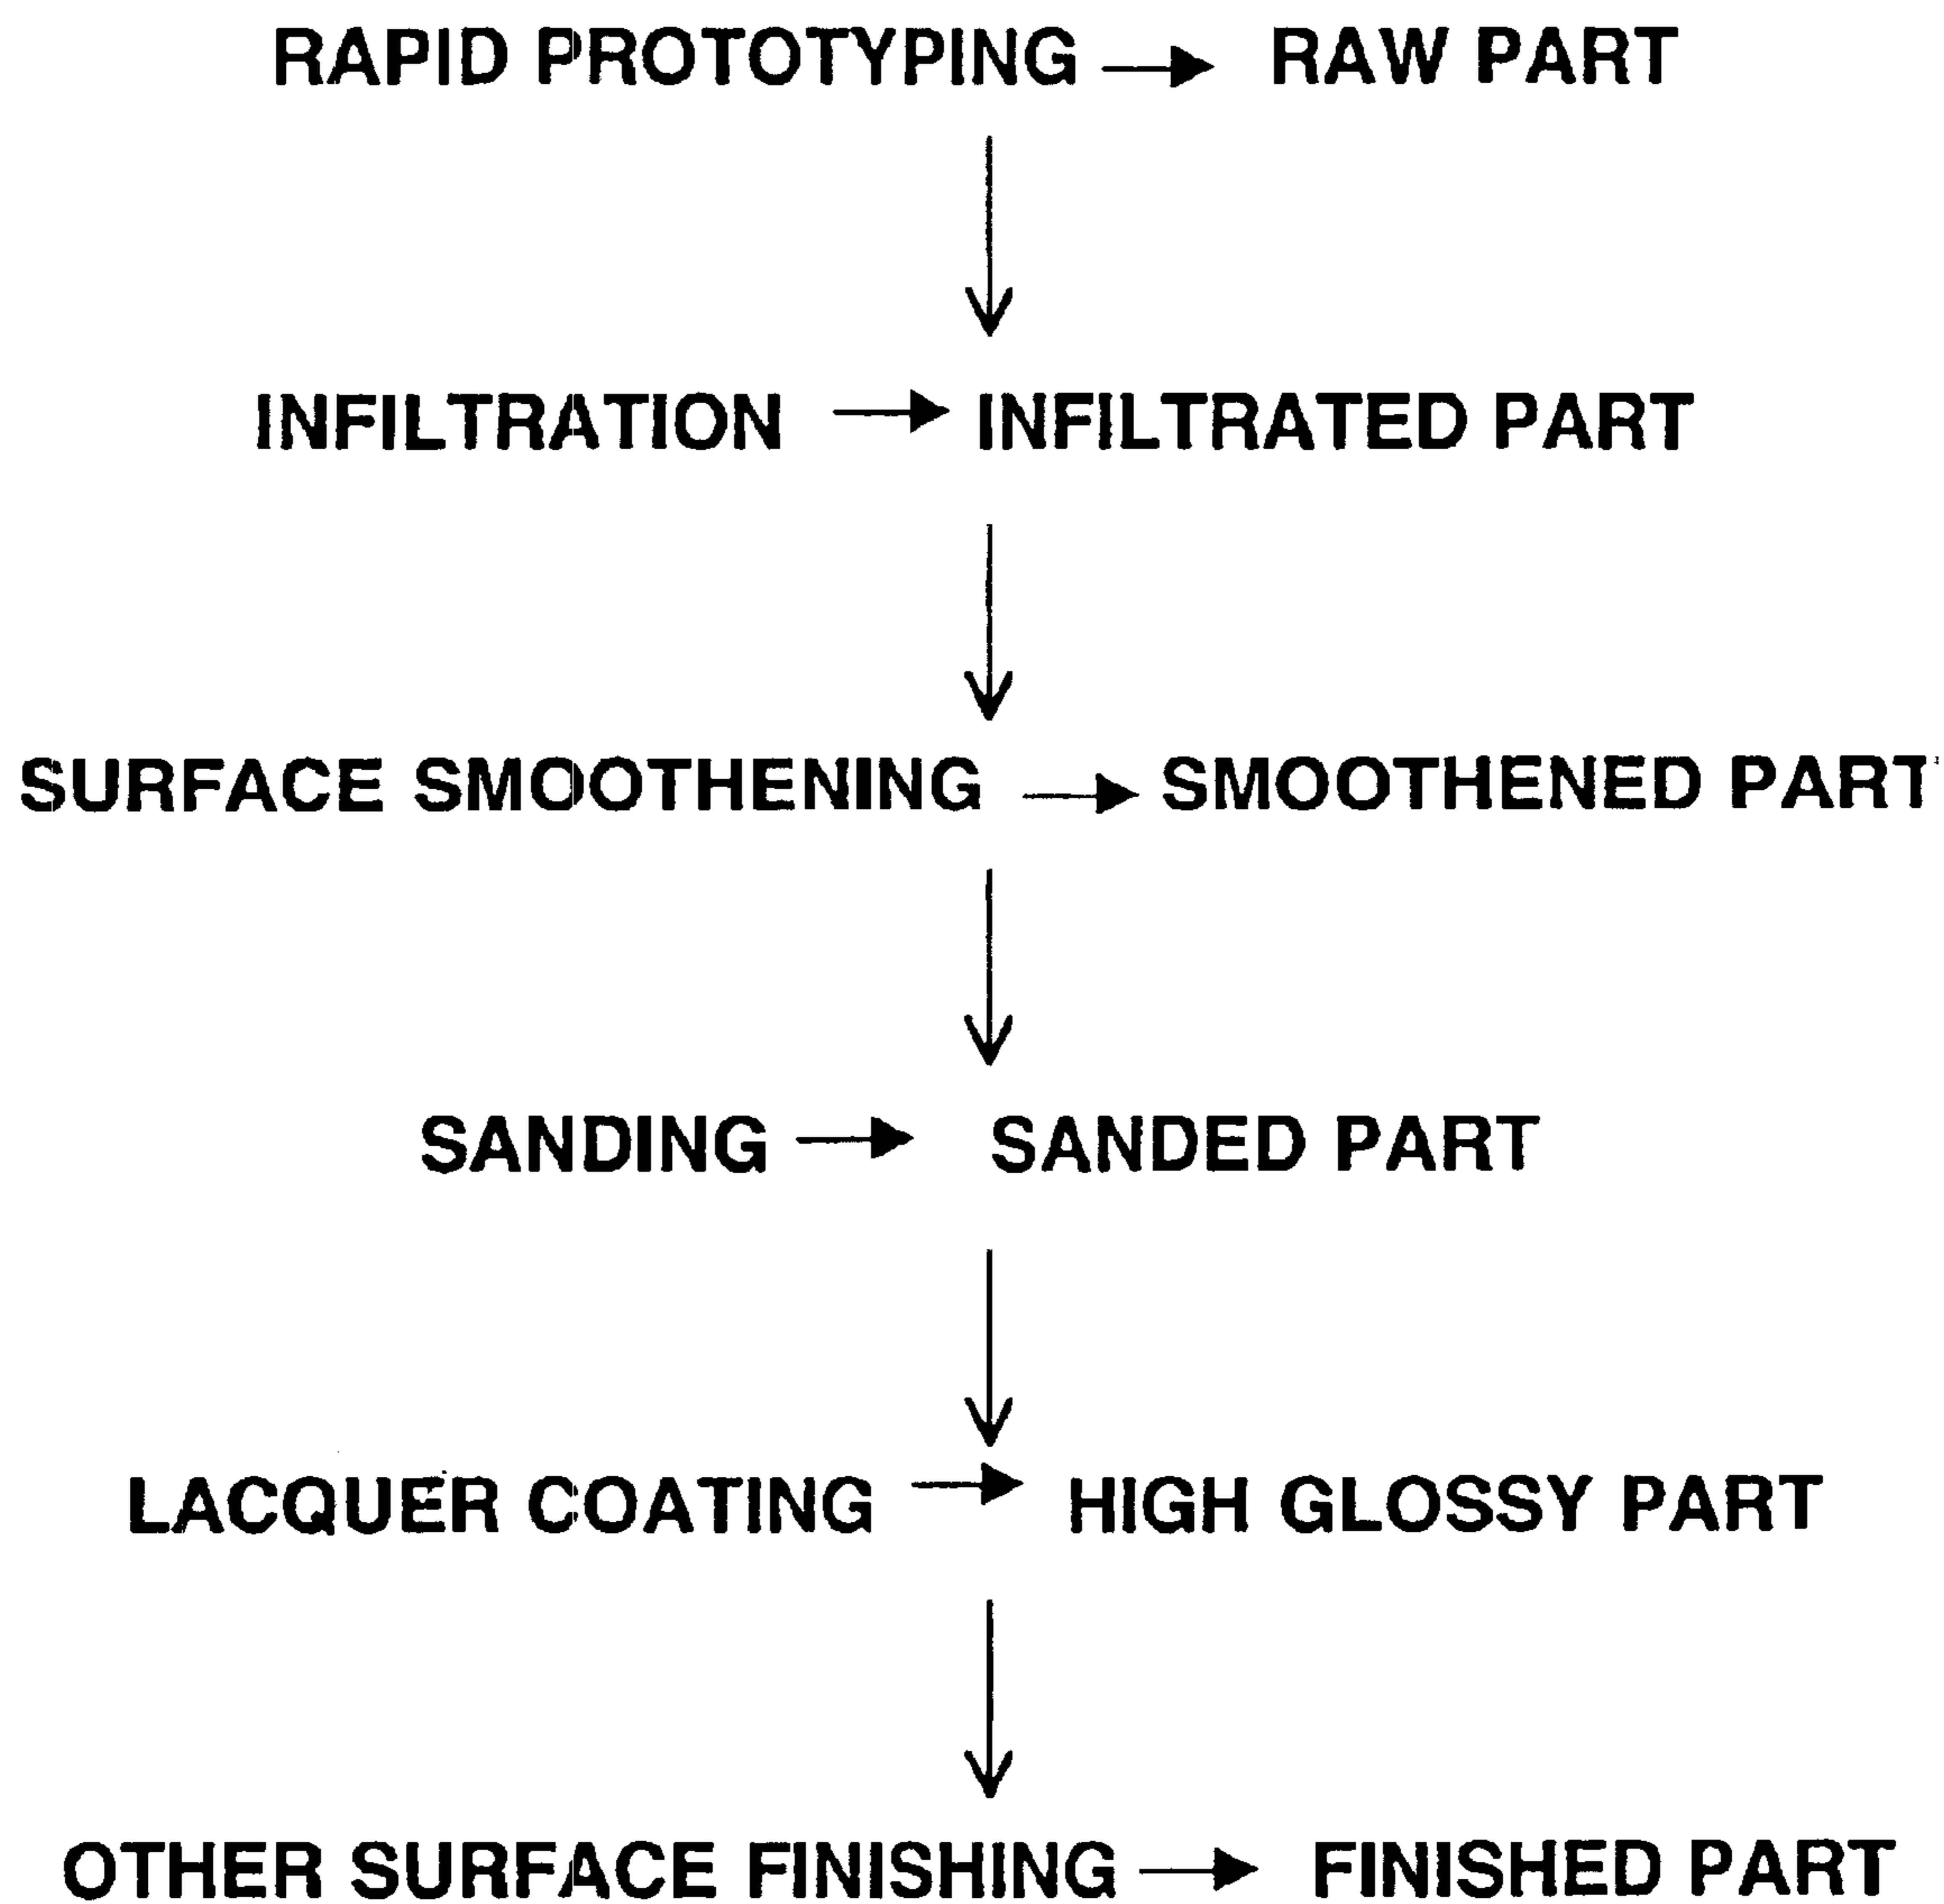 RAPID PROTOTYPING → RAW PART
INFILTRATION → INFILTRATED PART
SURFACE SMOOTHENING → SMOOTHENED PART
SANDING → SANDED PART
LACQUER COATING → HIGH GLOSSY PART
OTHER SURFACE FINISHING → FINISHED PART